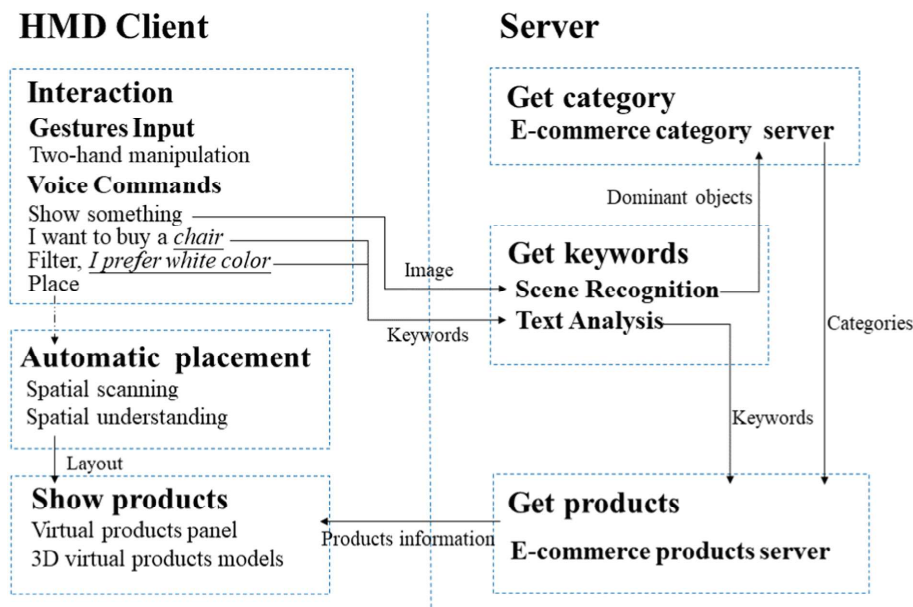 HMD Client
Interaction
Gestures Input
Two-hand manipulation
Voice Commands
Show something
I want to buy a chair
Filter, I prefer white color
Place
Automatic placement
Spatial scanning
Spatial understanding
Layout
Show products
Virtual products panel
3D virtual products models
Image
Keywords
Products information
Server
Get category
E-commerce category server
Dominant objects
Get keywords
Scene Recognition
Text Analysis
Categories
Keywords
Get products
E-commerce products server